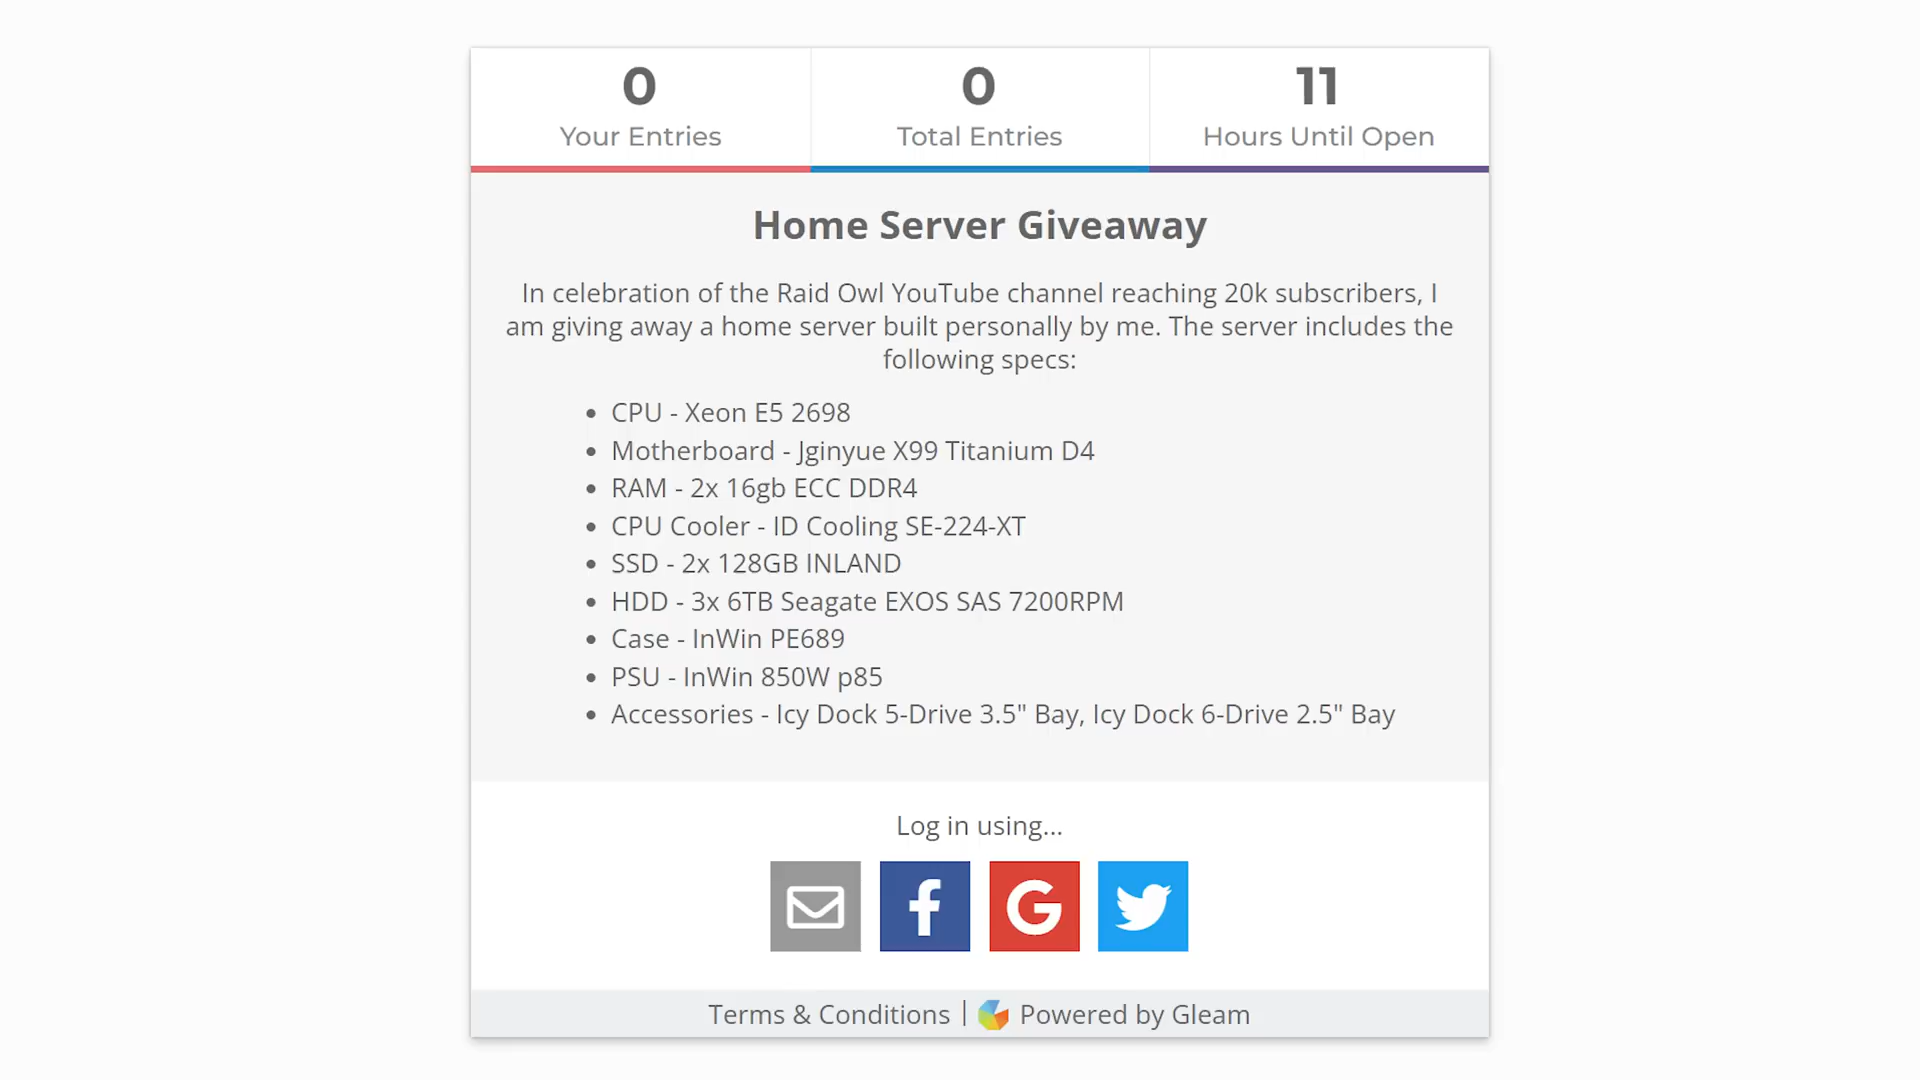 0
Your Entries
0
Total Entries
11
Hours Until Open
Home Server Giveaway
In celebration of the Raid Owl YouTube channel reaching 20k subscribers, I
am giving away a home server built personally by me. The server includes the
following specs:
• CPU - Xeon E5 2698
• Motherboard - Jginyue X99 Titanium D4
• RAM - 2x 16gb ECC DDR4
• CPU Cooler - ID Cooling SE-224-XT
• SSD - 2x 128GB INLAND
• HDD - 3x 6TB Seagate EXOS SAS 7200RPM
• Case - InWin PE689
• PSU - InWin 850W p85
• Accessories - Icy Dock 5-Drive 3.5" Bay, Icy Dock 6-Drive 2.5" Bay
Log in using...
Terms & Conditions | Powered by Gleam